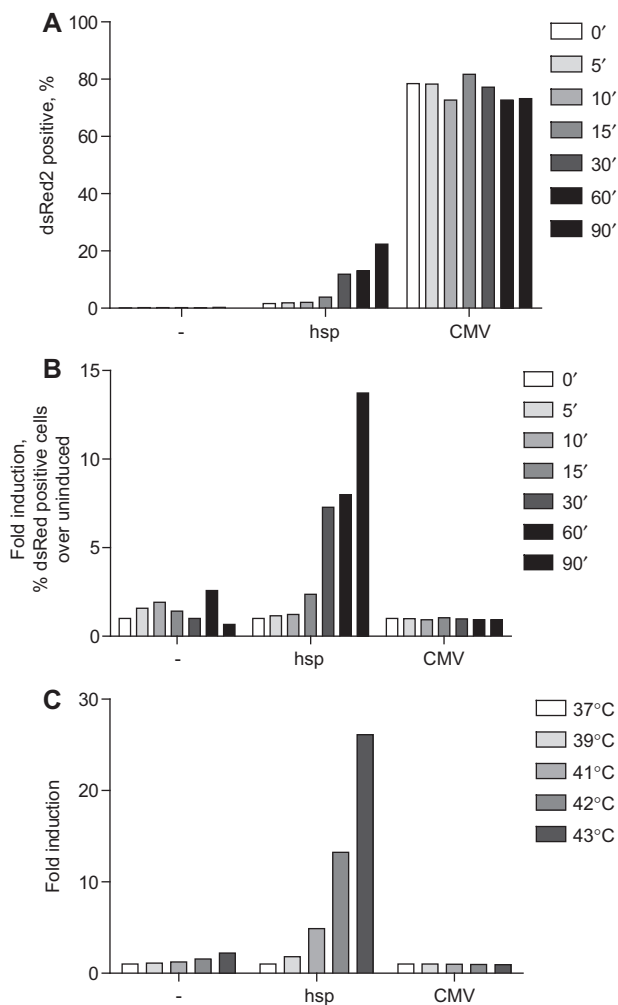 A
dsRed2 positive, %
100
80
60
40
20
0
- hsp CMV
0′
5′
10′
15′
30′
60′
90′
B
Fold induction,
% dsRed positive cells
over uninduced
15
10
5
0
- hsp CMV
0′
5′
10′
15′
30′
60′
90′
C
Fold induction
30
20
10
0
- hsp CMV
37°C
39°C
41°C
42°C
43°C